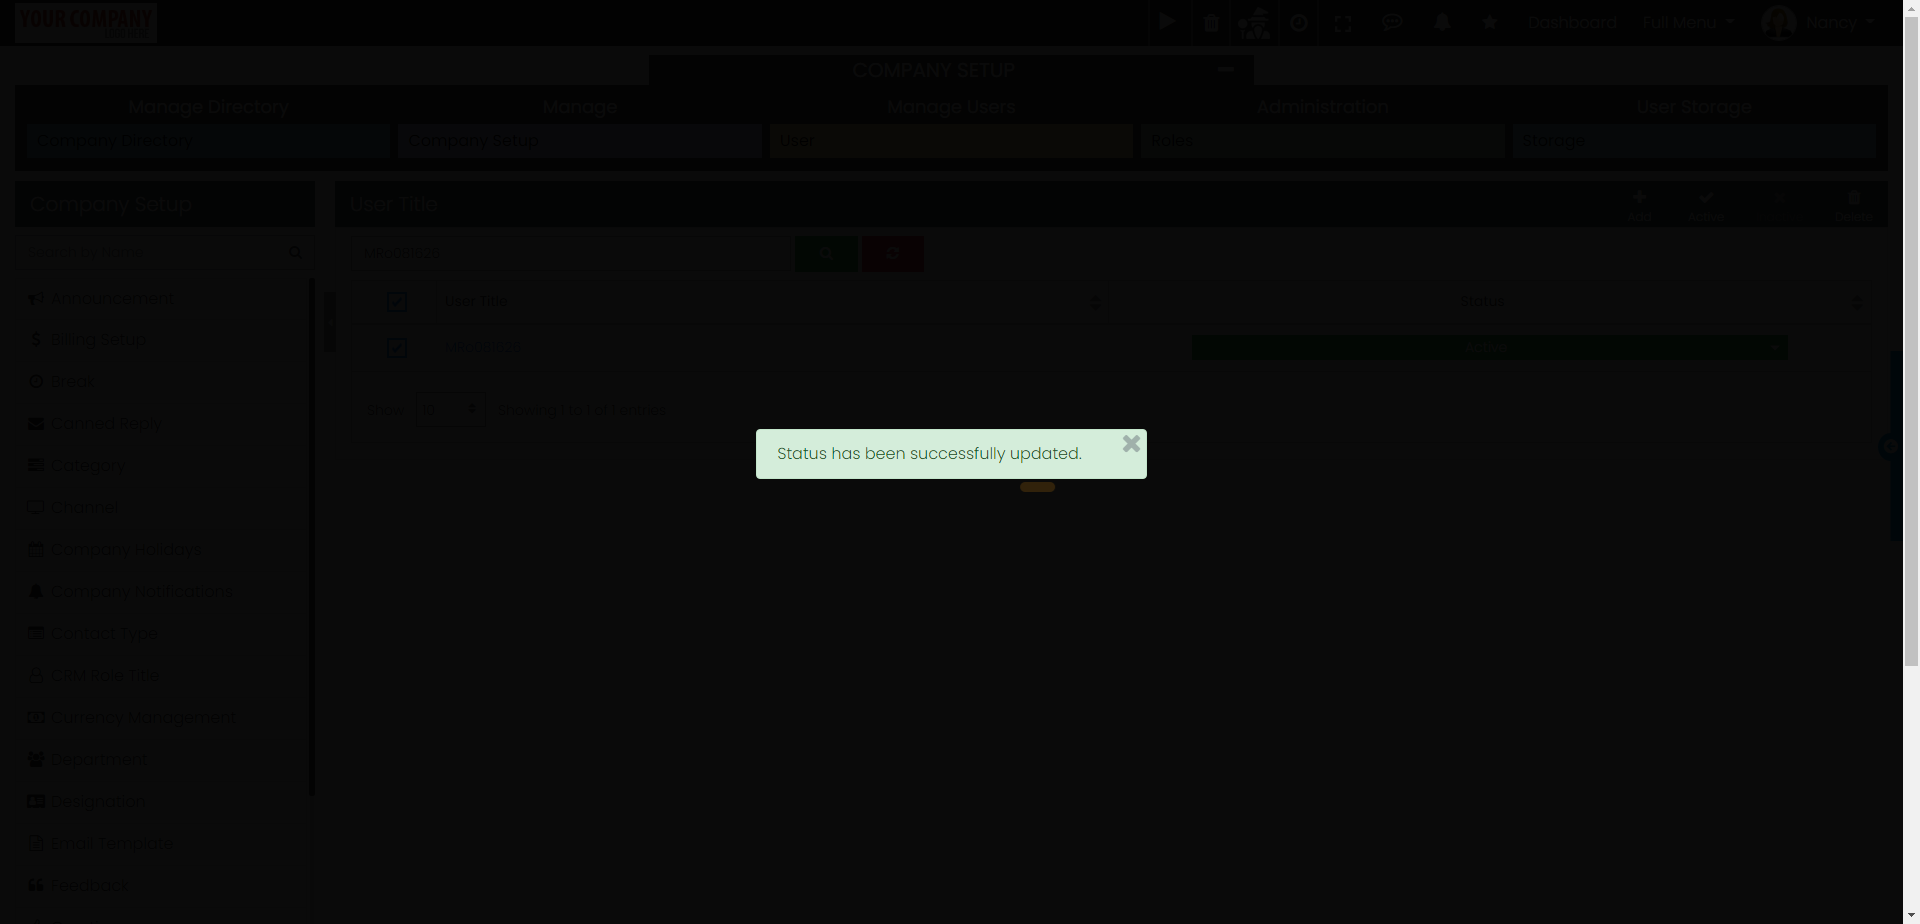 YOUR COMPANY
Dashboard
Full Menu
Nancy
COMPANY SETUP
Manage Directory
Manage
Manage Users
Administration
User Storage
Company Directory
Company Setup
User
Roles
Storage
Company Setup
User Title
Add
Active
Delete
Search by Name
User Title
Status
Active
Show
10
Showing 1 to 1 of 1 entries
Status has been successfully updated.
Announcement
Billing Setup
Break
Canned Reply
Category
Channel
Company Holidays
Company Notifications
Contact Type
CRM Role Title
Currency Management
Department
Designation
Email Template
Feedback